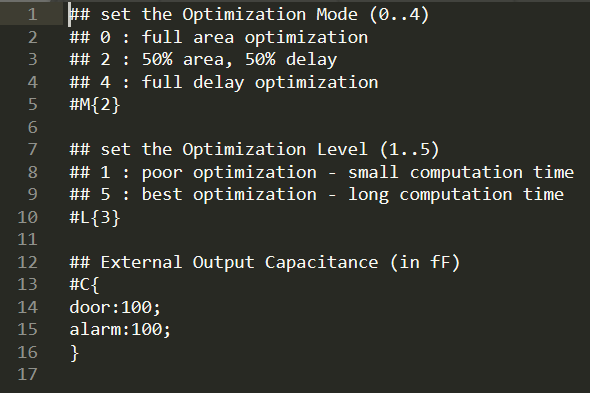 1 ## set the Optimization Mode (0..4)
2 ## 0 : full area optimization
3 ## 2 : 50% area, 50% delay
4 ## 4 : full delay optimization
5 #M{2}
6
7 ## set the Optimization Level (1..5)
8 ## 1 : poor optimization - small computation time
9 ## 5 : best optimization - long computation time
10 #L{3}
11
12 ## External Output Capacitance (in fF)
13 #C{
14 door:100;
15 alarm:100;
16 }
17